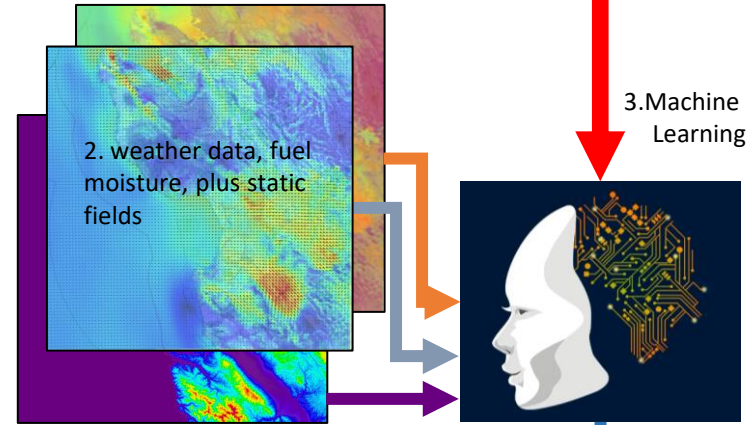 3.Machine
Learning
2. weather data, fuel
moisture, plus static
fields